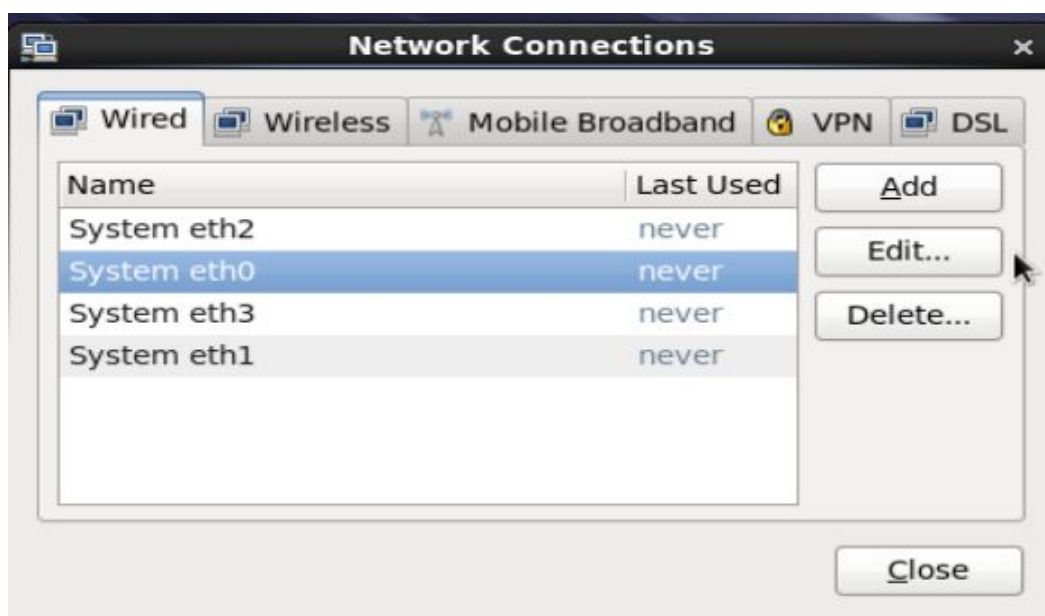 Network Connections
Wired Wireless Mobile Broadband VPN DSL
Name Last Used
System eth2 never
System eth0 never
System eth3 never
System eth1 never
Add
Edit...
Delete...
Close